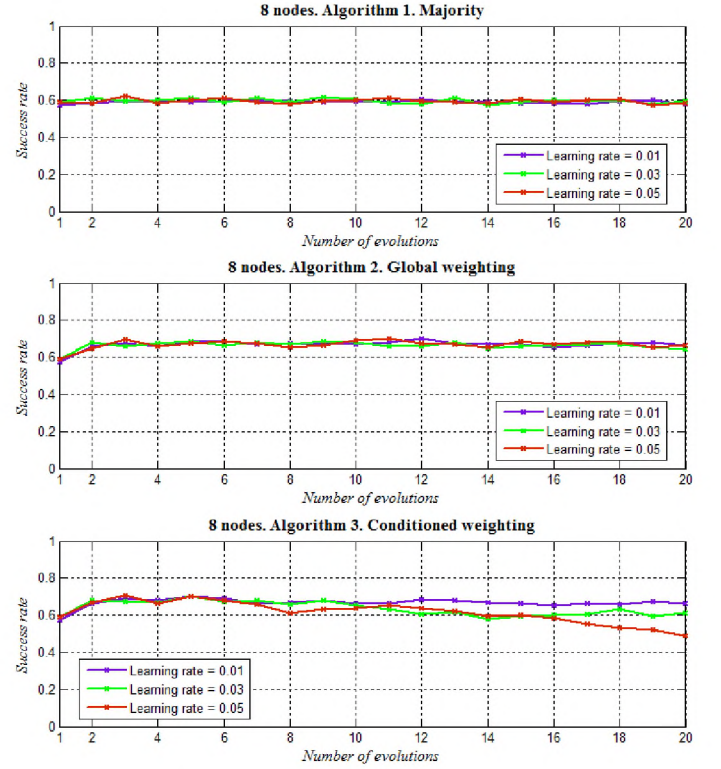 8 nodes. Algorithm 1. Majority
1
0.8
0.6
0.4
0.2
0
Success rate
Learning rate = 0.01
Learning rate = 0.03
Learning rate = 0.05
1 2 4 6 8 10 12 14 16 18 20
Number of evolutions
8 nodes. Algorithm 2. Global weighting
1
0.8
0.6
0.4
0.2
0
Success rate
Learning rate = 0.01
Learning rate = 0.03
Learning rate = 0.05
1 2 4 6 8 10 12 14 16 18 20
Number of evolutions
8 nodes. Algorithm 3. Conditioned weighting
1
0.8
0.6
0.4
0.2
0
Success rate
Learning rate = 0.01
Learning rate = 0.03
Learning rate = 0.05
1 2 4 6 8 10 12 14 16 18 20
Number of evolutions